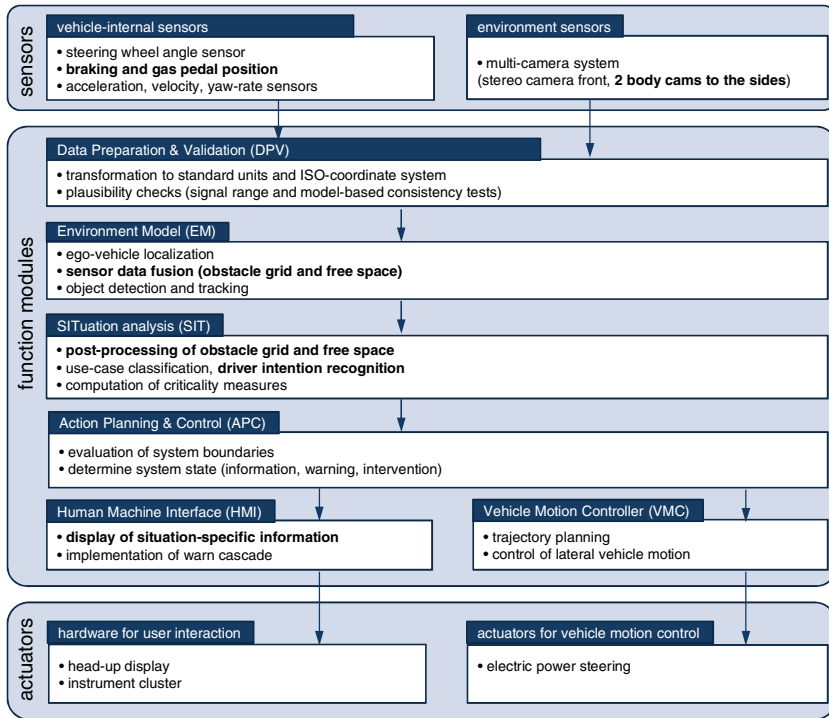 sensors
vehicle-internal sensors
• steering wheel angle sensor
• braking and gas pedal position
• acceleration, velocity, yaw-rate sensors
environment sensors
• multi-camera system
(stereo camera front, 2 body cams to the sides)
function modules
Data Preparation & Validation (DPV)
• transformation to standard units and ISO-coordinate system
• plausibility checks (signal range and model-based consistency tests)
Environment Model (EM)
• ego-vehicle localization
• sensor data fusion (obstacle grid and free space)
• object detection and tracking
SITuation analysis (SIT)
• post-processing of obstacle grid and free space
• use-case classification, driver intention recognition
• computation of criticality measures
Action Planning & Control (APC)
• evaluation of system boundaries
• determine system state (information, warning, intervention)
Human Machine Interface (HMI)
• display of situation-specific information
• implementation of warn cascade
Vehicle Motion Controller (VMC)
• trajectory planning
• control of lateral vehicle motion
actuators
hardware for user interaction
• head-up display
• instrument cluster
actuators for vehicle motion control
• electric power steering